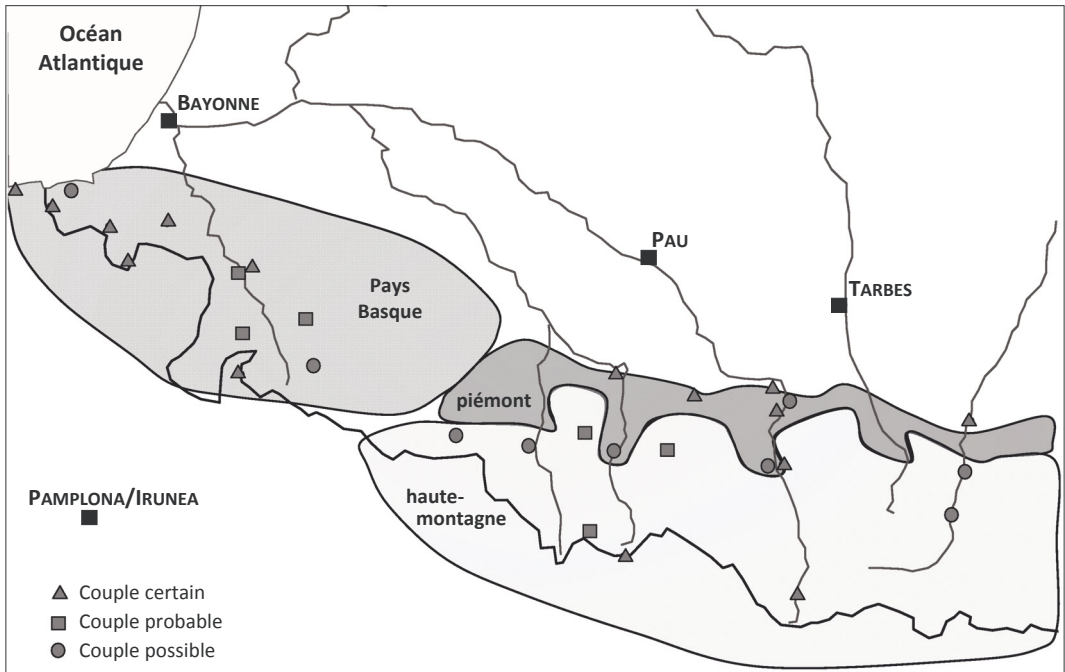 Océan
Atlantique
BAYONNE
PAU
Pays
Basque
TARBES
piémont
haute-
montagne
PAMPLONA/IRUNEA
Couple certain
Couple probable
Couple possible